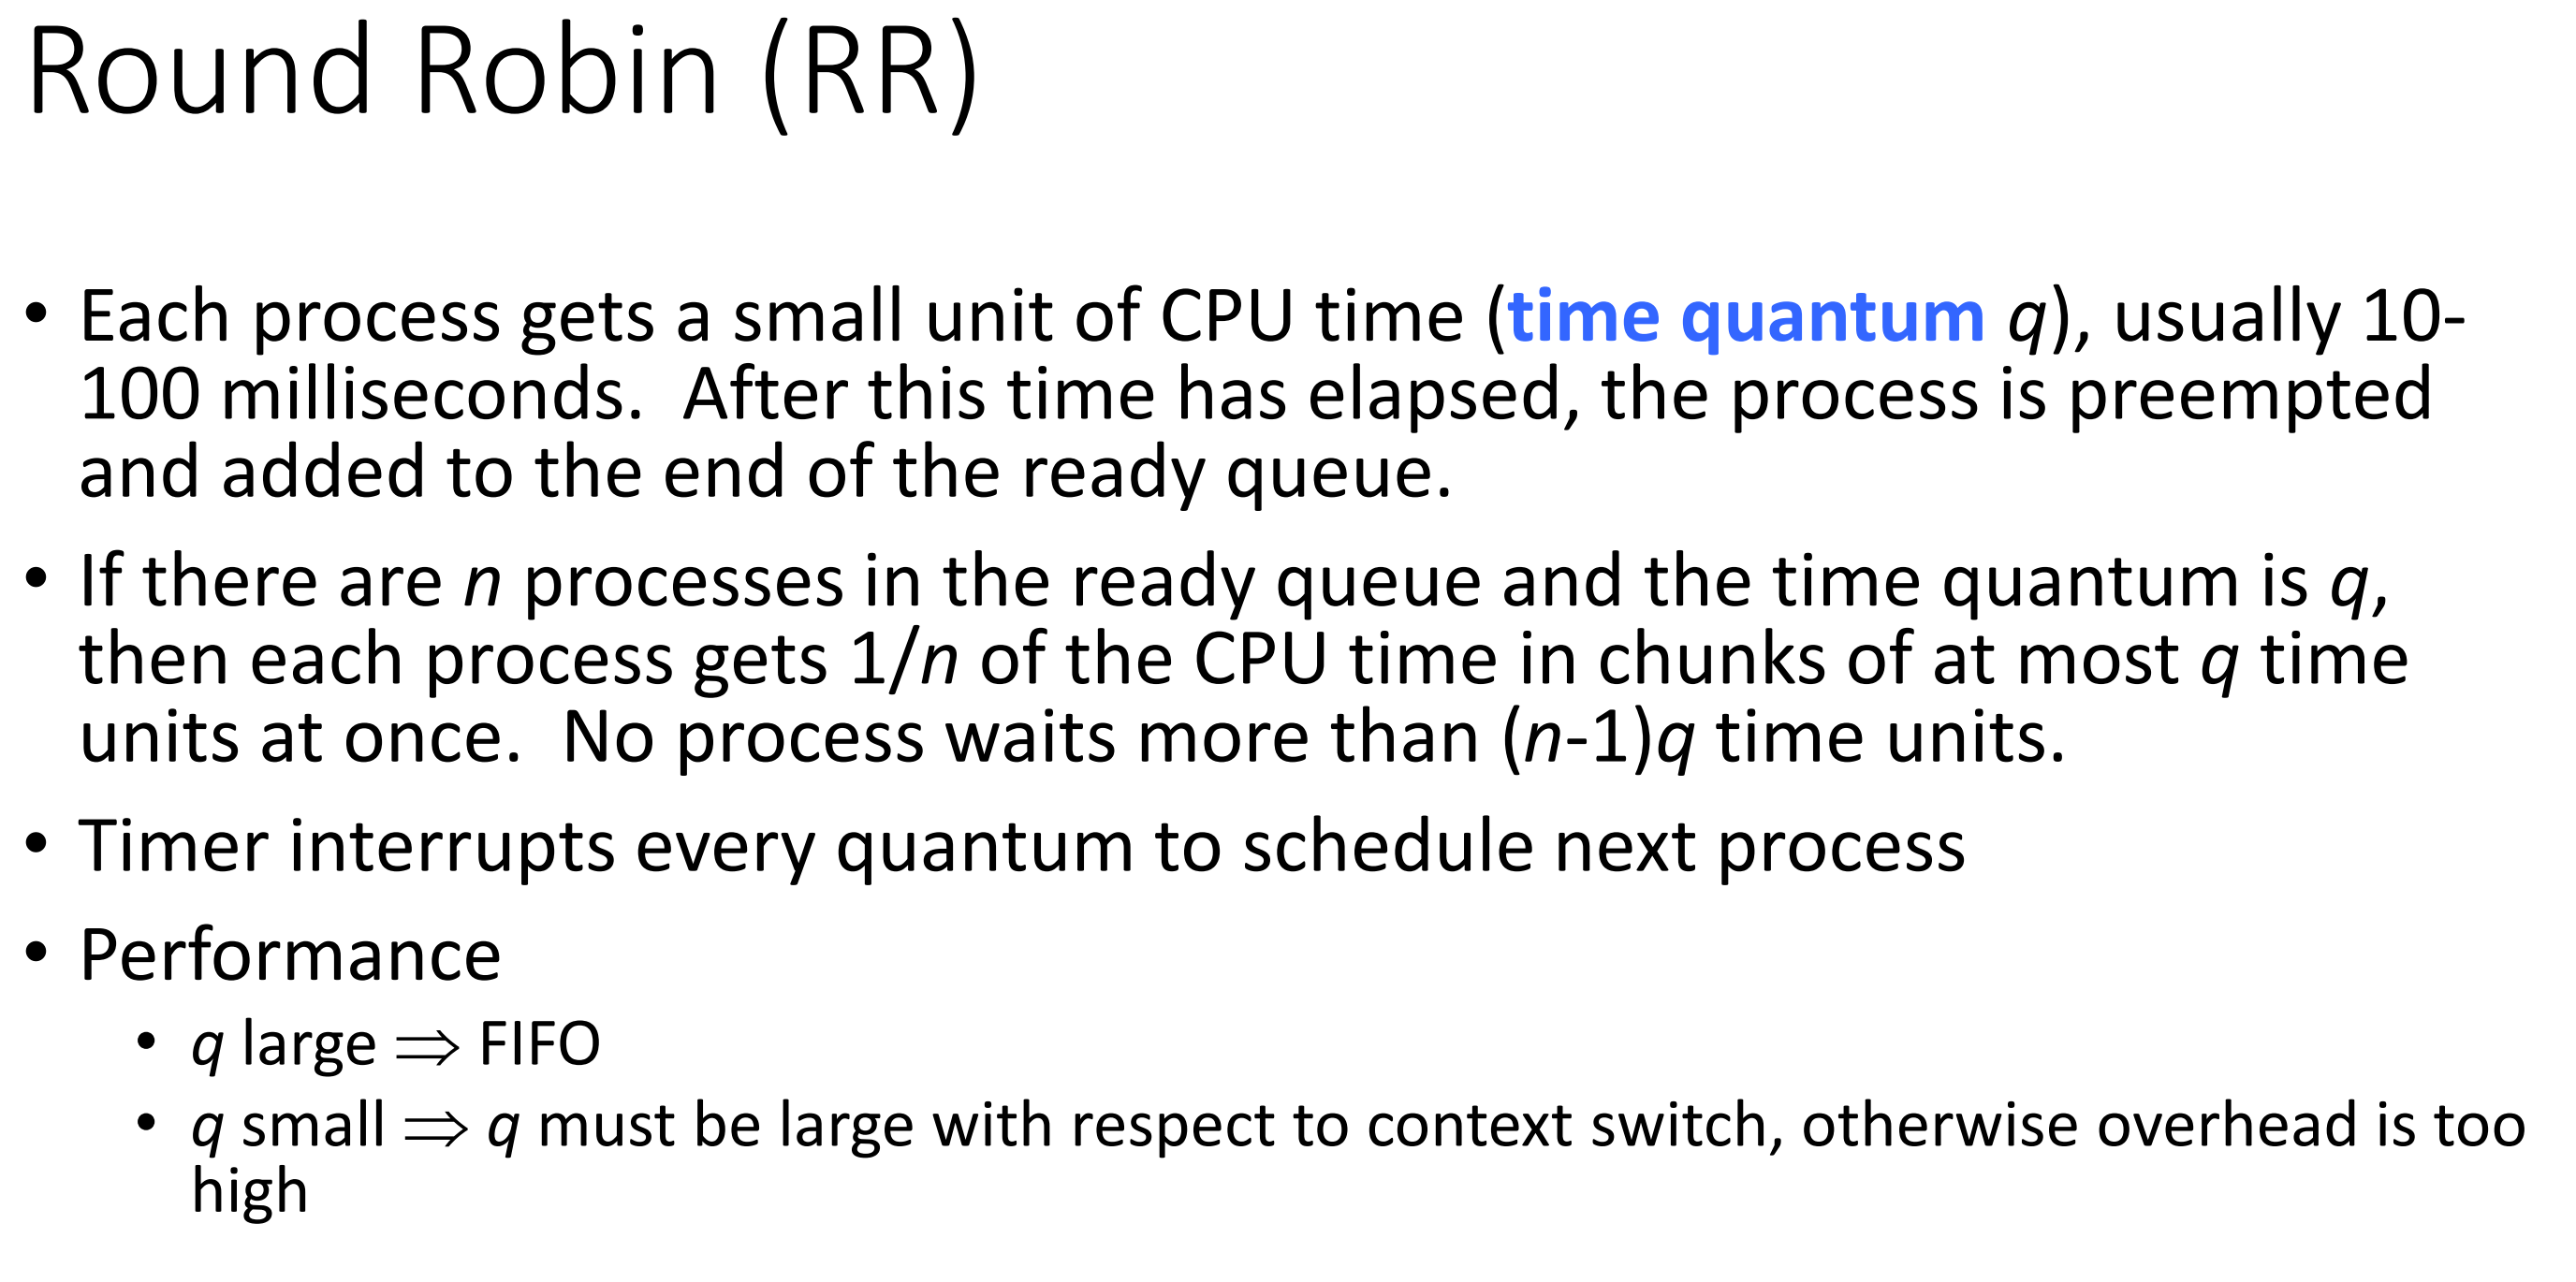 Round Robin (RR)
• Each process gets a small unit of CPU time (time quantum q), usually 10-
100 milliseconds.  After this time has elapsed, the process is preempted
and added to the end of the ready queue.
• If there are n processes in the ready queue and the time quantum is q,
then each process gets 1/n of the CPU time in chunks of at most q time
units at once.  No process waits more than (n-1)q time units.
• Timer interrupts every quantum to schedule next process
• Performance
• q large ⇒ FIFO
• q small ⇒ q must be large with respect to context switch, otherwise overhead is too
high